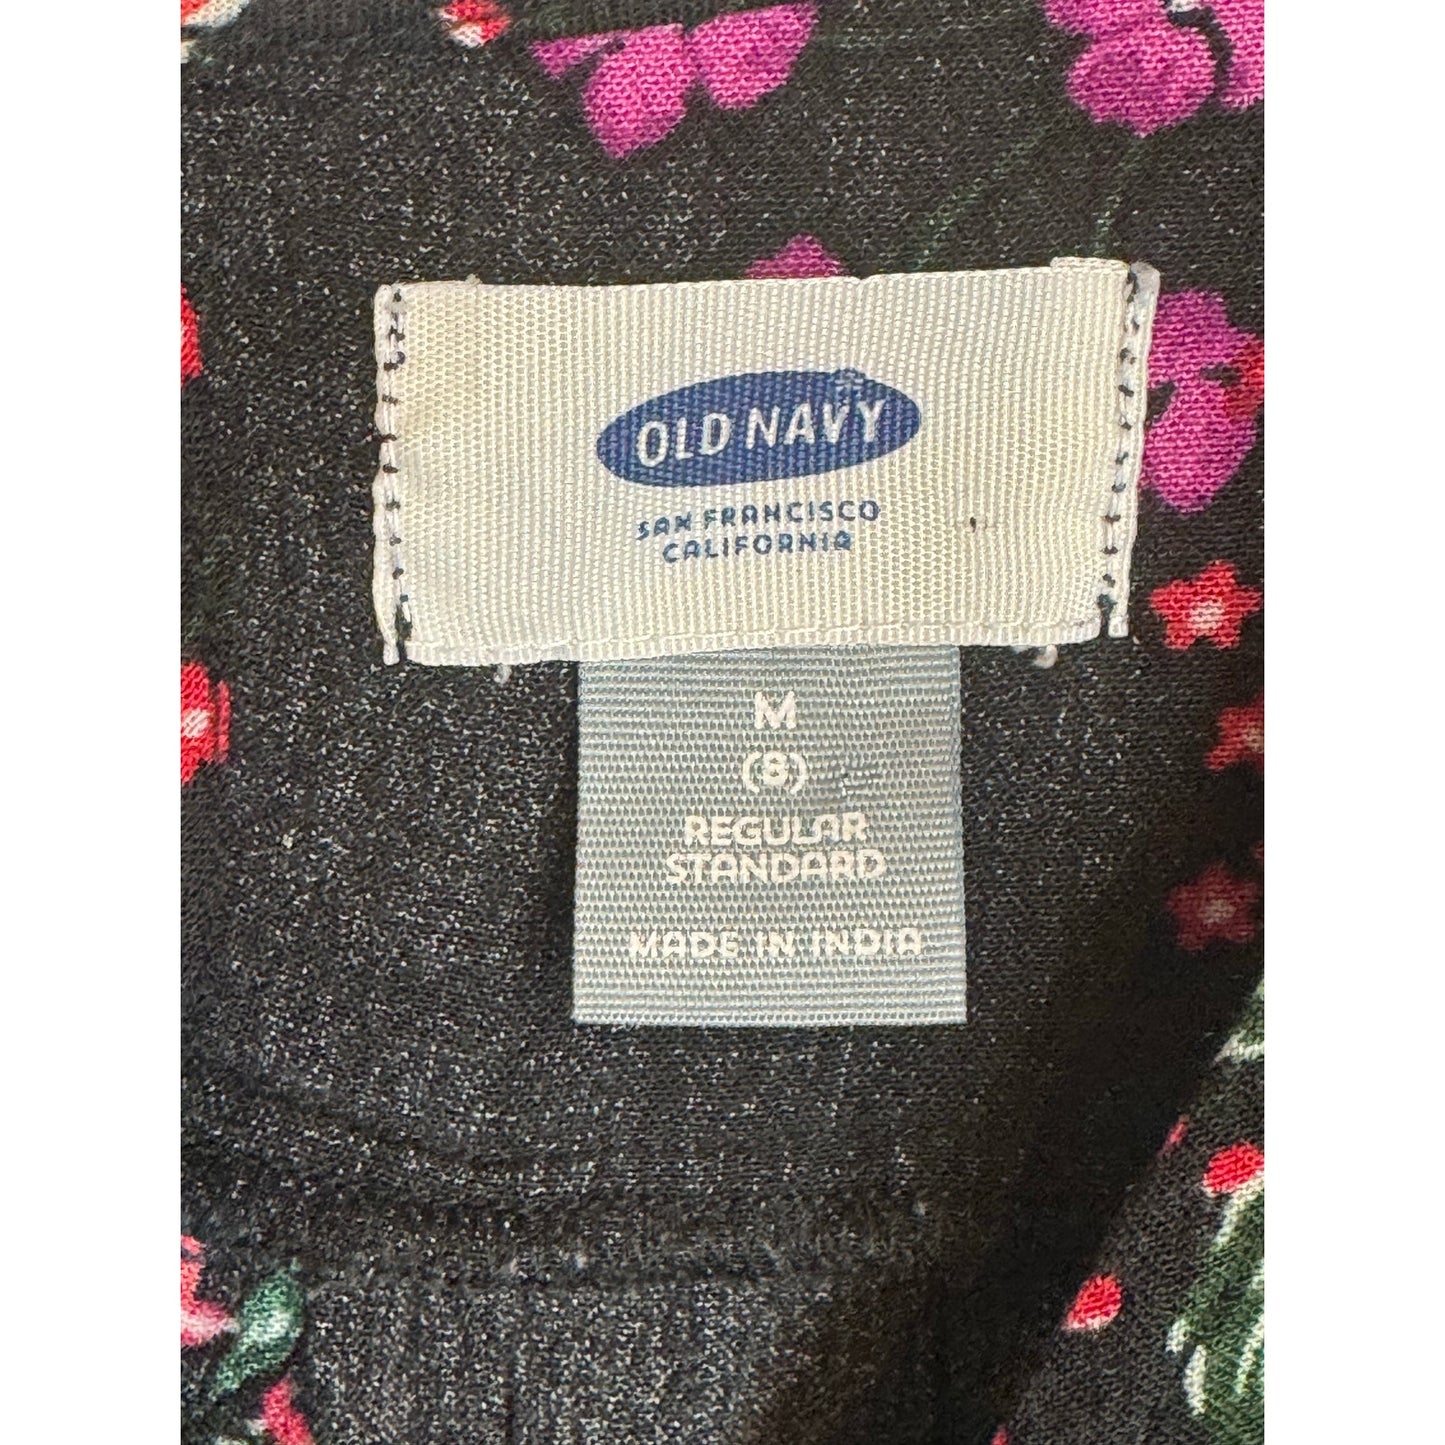 OLD NAVY
SAN FRANCISCO
CALIFORNIA
M
(8)
REGULAR
STANDARD
MADE IN INDIA